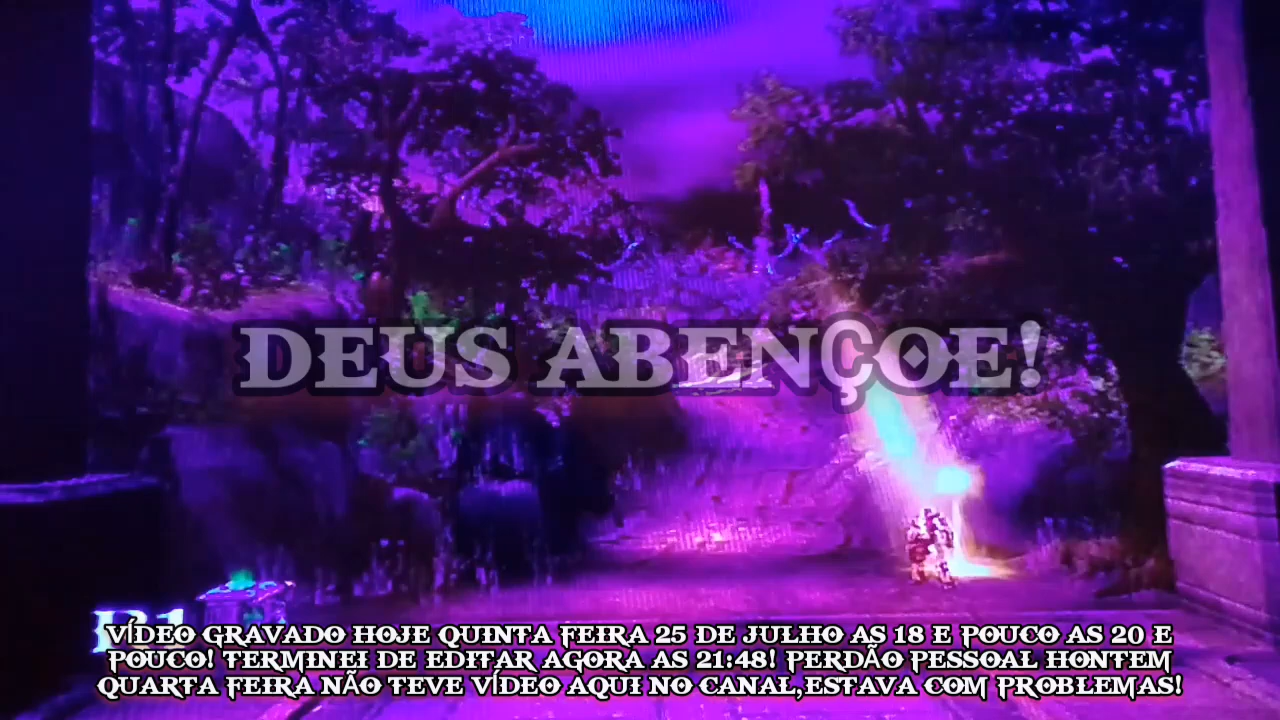 DEUS ABENÇOE!
R1
VÍDEO GRAVADO HOJE QUINTA FEIRA 25 DE JULHO AS 18 E POUCO AS 20 E
POUCO! TERMINEI DE EDITAR AGORA AS 21:48! PERDÃO PESSOAL HONTEM
QUARTA FEIRA NÃO TEVE VÍDEO AQUI NO CANAL,ESTAVA COM PROBLEMAS!